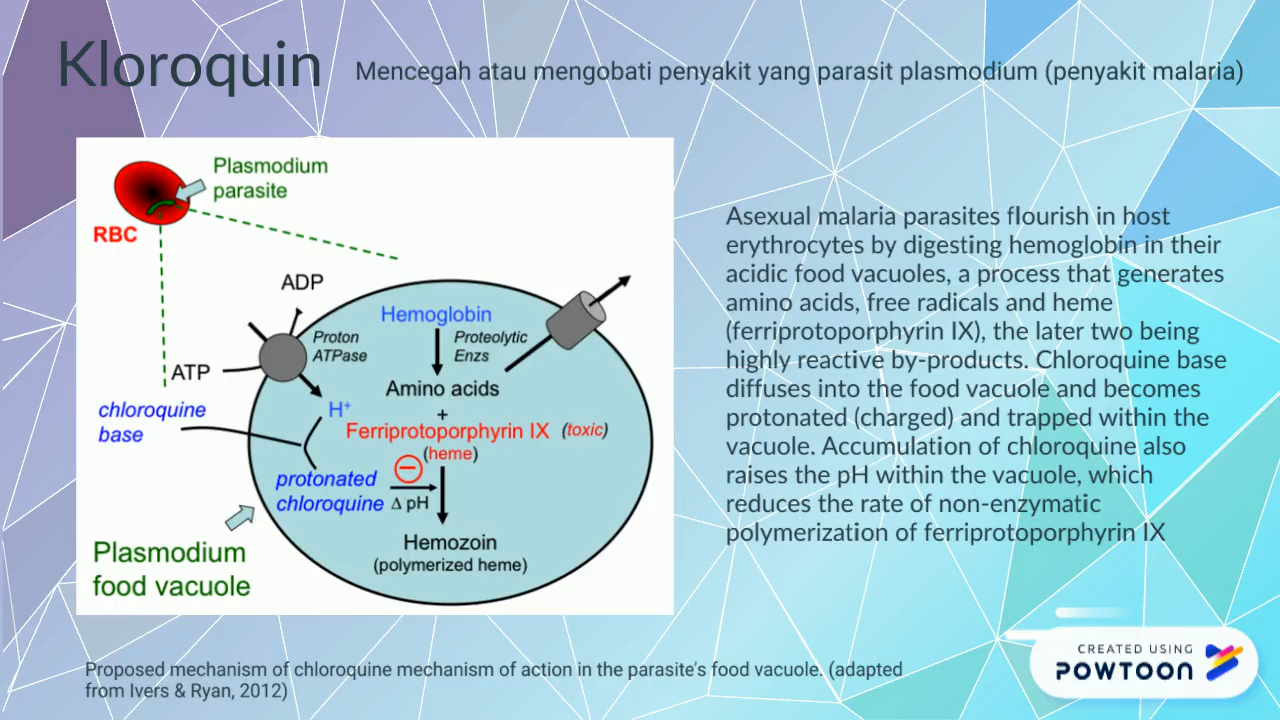 Kloroquin
Mencegah atau mengobati penyakit yang parasit plasmodium (penyakit malaria)
Plasmodium
parasite
RBC
ADP
Proton
ATPase
ATP
Hemoglobin
Proteolytic
Enzs
Amino acids
+
Ferriprotoporphyrin IX (toxic)
(heme)
H+
chloroquine
base
protonated
chloroquine
Δ pH
Hemozoin
(polymerized heme)
Plasmodium
food vacuole
Asexual malaria parasites flourish in host
erythrocytes by digesting hemoglobin in their
acidic food vacuoles, a process that generates
amino acids, free radicals and heme
(ferriprotoporphyrin IX), the later two being
highly reactive by-products. Chloroquine base
diffuses into the food vacuole and becomes
protonated (charged) and trapped within the
vacuole. Accumulation of chloroquine also
raises the pH within the vacuole, which
reduces the rate of non-enzymatic
polymerization of ferriprotoporphyrin IX
Proposed mechanism of chloroquine mechanism of action in the parasite's food vacuole. (adapted
from Ivers & Ryan, 2012)
CREATED USING
POWTOON